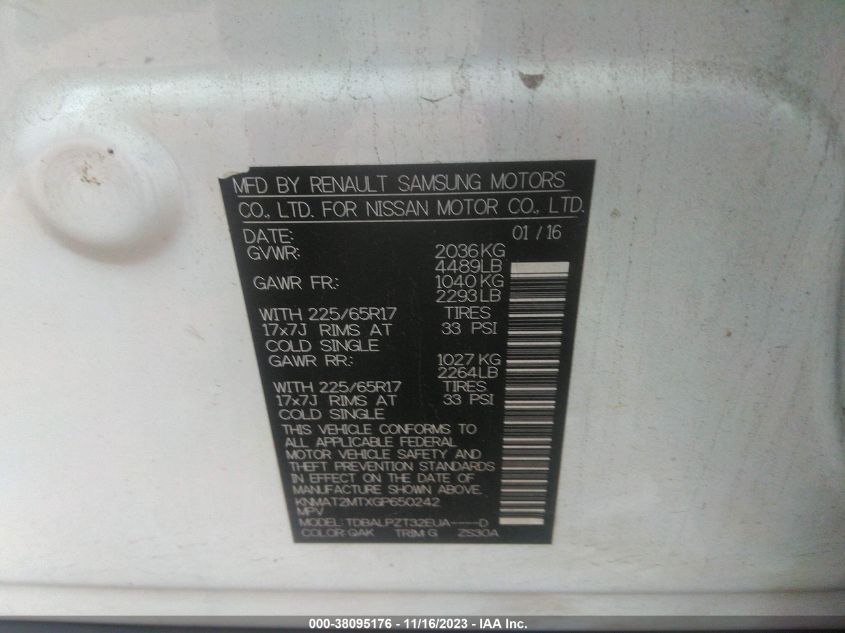 MFD BY RENAULT SAMSUNG MOTORS
CO., LTD. FOR NISSAN MOTOR CO., LTD.
DATE: 01 / 16
GVWR: 2036KG
4489LB
GAWR FR.: 1040KG
2293LB
WITH 225/65R17 TIRES
17x7J RIMS AT 33 PSI
COLD SINGLE
GAWR RR.: 1027KG
2264LB
WITH 225/65R17 TIRES
17x7J RIMS AT 33 PSI
COLD SINGLE
THIS VEHICLE CONFORMS TO
ALL APPLICABLE FEDERAL
MOTOR VEHICLE SAFETY AND
THEFT PREVENTION STANDARDS
IN EFFECT ON THE DATE OF
MANUFACTURE SHOWN ABOVE.
KNMAT2MTXGP650242
MPV
MODEL: TDBALPZT32EUA----D
COLOR:QAK TRIM:G ZS30A
000-38095176 - 11/16/2023 - IAA Inc.